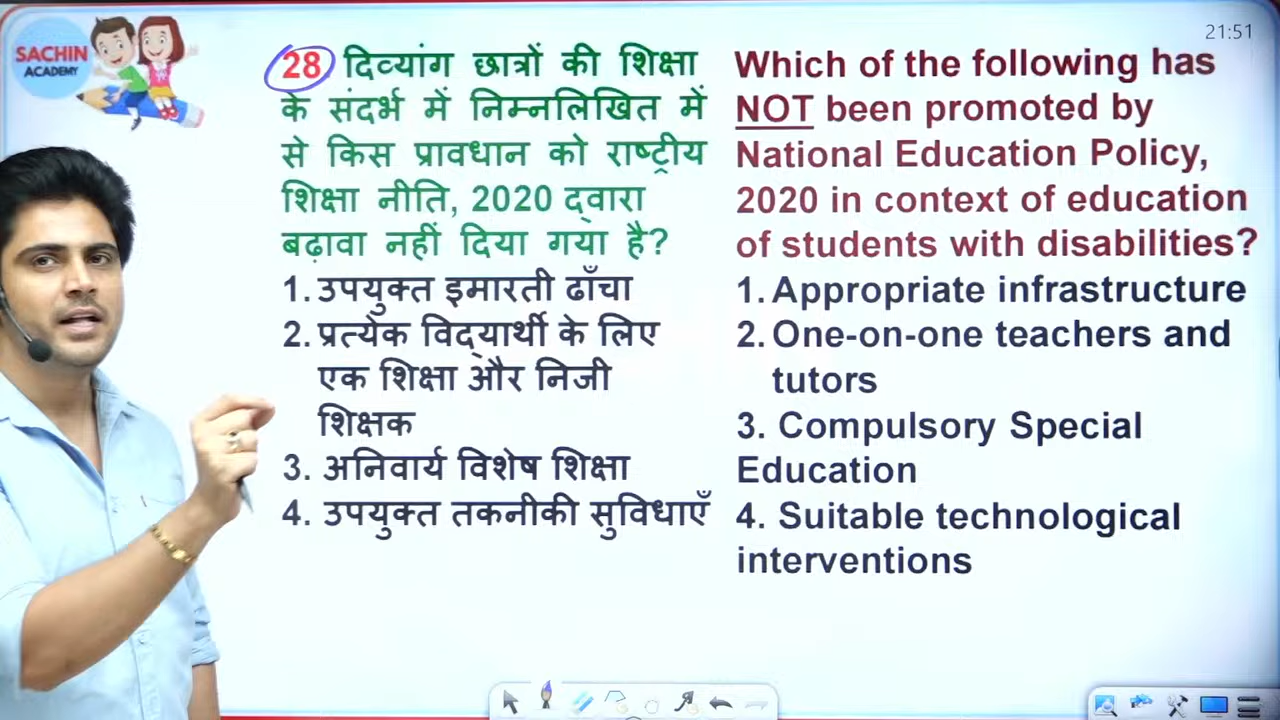 21:51
SACHIN
ACADEMY
28 दिव्यांग छात्रों की शिक्षा
के संदर्भ में निम्नलिखित में
से किस प्रावधान को राष्ट्रीय
शिक्षा नीति, 2020 द्वारा
बढ़ावा नहीं दिया गया है?
1. उपयुक्त इमारती ढाँचा
2. प्रत्येक विद्यार्थी के लिए
एक शिक्षा और निजी
शिक्षक
3. अनिवार्य विशेष शिक्षा
4. उपयुक्त तकनीकी सुविधाएँ
Which of the following has
NOT been promoted by
National Education Policy,
2020 in context of education
of students with disabilities?
1. Appropriate infrastructure
2. One-on-one teachers and
tutors
3. Compulsory Special
Education
4. Suitable technological
interventions